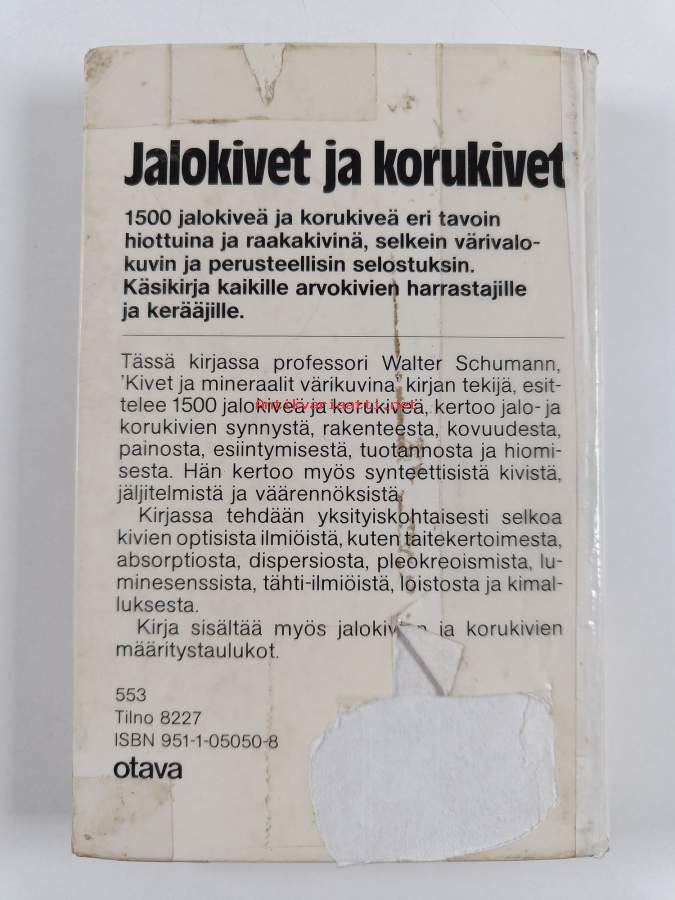 Jalokivet ja korukivet
1500 jalokiveä ja korukiveä eri tavoin
hiottuina ja raakakivinä, selkein värivalo-
kuvin ja perusteellisin selostuksin.
Käsikirja kaikille arvokivien harrastajille
ja kerääjille.
Tässä kirjassa professori Walter Schumann,
'Kivet ja mineraalit värikuvina' kirjan tekijä, esit-
telee 1500 jalokiveä ja korukiveä, kertoo jalo- ja
Antikvariaatti.net
korukivien synnystä, rakenteesta, kovuudesta,
painosta, esiintymisestä, tuotannosta ja hiomi-
sesta. Hän kertoo myös synteettisistä kivistä,
jäljitelmistä ja väärennöksistä.
Kirjassa tehdään yksityiskohtaisesti selkoa
kivien optisista ilmiöistä, kuten taitekertoimesta,
absorptiosta, dispersiosta, pleokreoismista, lu-
minesenssista, tähti-ilmiöistä, loistosta ja kimal-
luksesta.
Kirja sisältää myös jalokivien ja korukivien
määritystaulukot.
553
Tilno 8227
ISBN 951-1-05050-8
otava